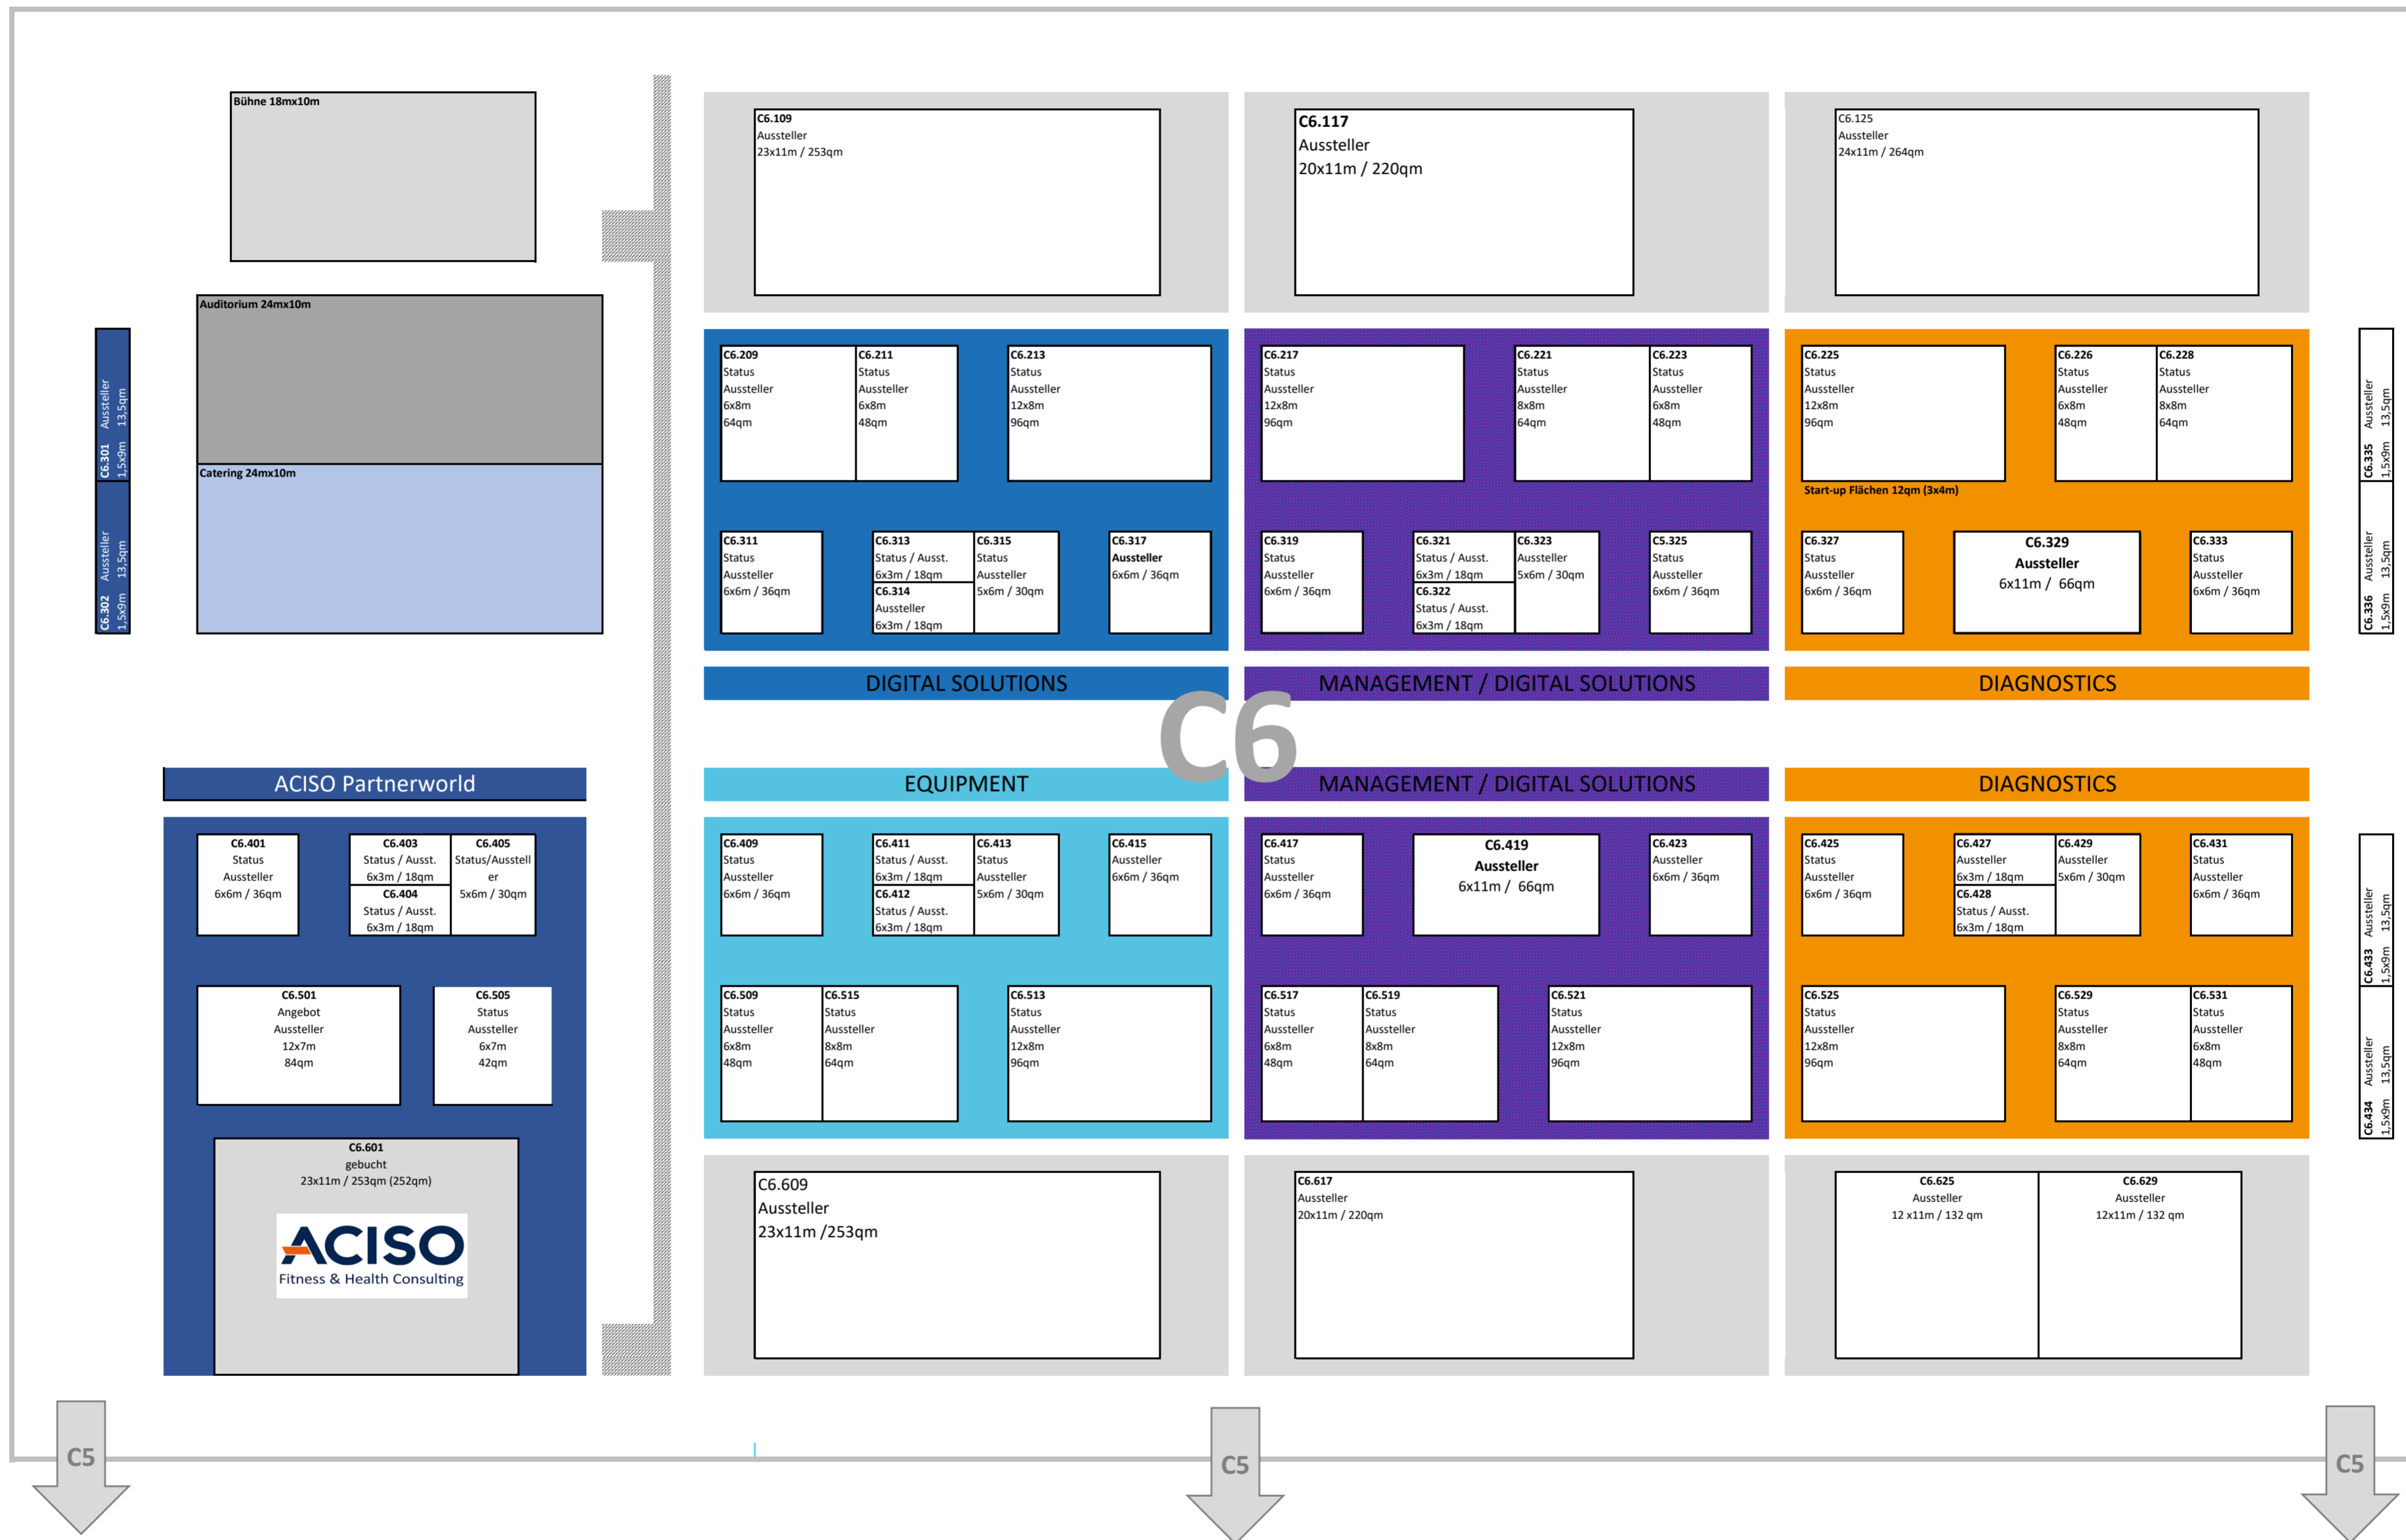 Bühne 18mx10m
C6.109
Aussteller
23x11m / 253qm
C6.117
Aussteller
20x11m / 220qm
C6.125
Aussteller
24x11m / 264qm
Auditorium 24mx10m
Catering 24mx10m
C6.301 Aussteller
1,5x9m 13,5qm
C6.302 Aussteller
1,5x9m 13,5qm
C6.209
Status
Aussteller
6x8m
64qm
C6.211
Status
Aussteller
6x8m
48qm
C6.213
Status
Aussteller
12x8m
96qm
C6.217
Status
Aussteller
12x8m
96qm
C6.221
Status
Aussteller
8x8m
64qm
C6.223
Status
Aussteller
6x8m
48qm
C6.225
Status
Aussteller
12x8m
96qm
C6.226
Status
Aussteller
6x8m
48qm
C6.228
Status
Aussteller
8x8m
64qm
C6.335 Aussteller
1,5x9m 13,5qm
C6.336 Aussteller
1,5x9m 13,5qm
Start-up Flächen 12qm (3x4m)
C6.311
Status
Aussteller
6x6m / 36qm
C6.313
Status / Ausst.
6x3m / 18qm
C6.314
Aussteller
6x3m / 18qm
C6.315
Status
Aussteller
5x6m / 30qm
C6.317
Aussteller
6x6m / 36qm
C6.319
Status
Aussteller
6x6m / 36qm
C6.321
Status / Ausst.
6x3m / 18qm
C6.322
Status / Ausst.
6x3m / 18qm
C6.323
Aussteller
5x6m / 30qm
C5.325
Status
Aussteller
6x6m / 36qm
C6.327
Status
Aussteller
6x6m / 36qm
C6.329
Aussteller
6x11m / 66qm
C6.333
Status
Aussteller
6x6m / 36qm
DIGITAL SOLUTIONS
MANAGEMENT / DIGITAL SOLUTIONS
DIAGNOSTICS
C6
ACISO Partnerworld
EQUIPMENT
MANAGEMENT / DIGITAL SOLUTIONS
DIAGNOSTICS
C6.401
Status
Aussteller
6x6m / 36qm
C6.403
Status / Ausst.
6x3m / 18qm
C6.404
Status / Ausst.
6x3m / 18qm
C6.405
Status/Ausstell
er
5x6m / 30qm
C6.409
Status
Aussteller
6x6m / 36qm
C6.411
Status / Ausst.
6x3m / 18qm
C6.412
Status / Ausst.
6x3m / 18qm
C6.413
Status
Aussteller
5x6m / 30qm
C6.415
Aussteller
6x6m / 36qm
C6.417
Status
Aussteller
6x6m / 36qm
C6.419
Aussteller
6x11m / 66qm
C6.423
Aussteller
6x6m / 36qm
C6.425
Status
Aussteller
6x6m / 36qm
C6.427
Aussteller
6x3m / 18qm
C6.428
Status / Ausst.
6x3m / 18qm
C6.429
Aussteller
5x6m / 30qm
C6.431
Status
Aussteller
6x6m / 36qm
C6.433 Aussteller
1,5x9m 13,5qm
C6.434 Aussteller
1,5x9m 13,5qm
C6.501
Angebot
Aussteller
12x7m
84qm
C6.505
Status
Aussteller
6x7m
42qm
C6.509
Status
Aussteller
6x8m
48qm
C6.515
Status
Aussteller
8x8m
64qm
C6.513
Status
Aussteller
12x8m
96qm
C6.517
Status
Aussteller
6x8m
48qm
C6.519
Status
Aussteller
8x8m
64qm
C6.521
Status
Aussteller
12x8m
96qm
C6.525
Status
Aussteller
12x8m
96qm
C6.529
Status
Aussteller
8x8m
64qm
C6.531
Status
Aussteller
6x8m
48qm
C6.601
gebucht
23x11m / 253qm (252qm)
ACISO
Fitness & Health Consulting
C6.609
Aussteller
23x11m /253qm
C6.617
Aussteller
20x11m / 220qm
C6.625
Aussteller
12 x11m / 132 qm
C6.629
Aussteller
12x11m / 132 qm
C5
C5
C5